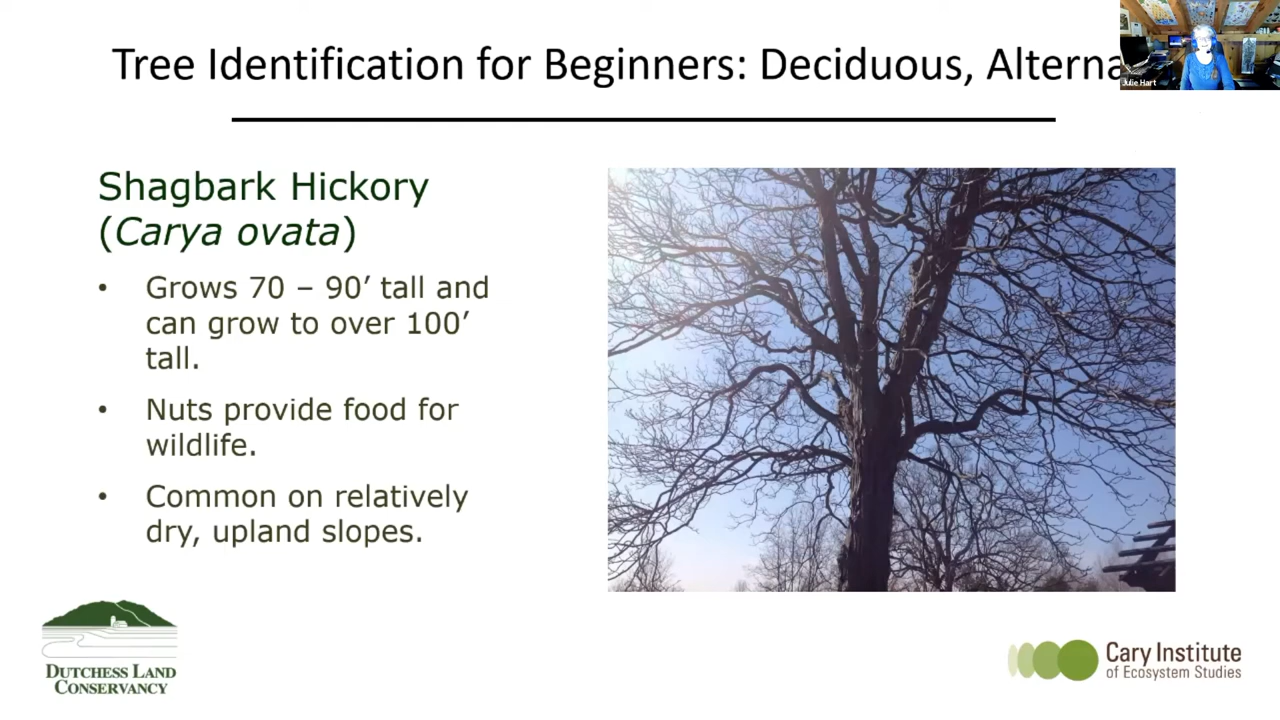 Tree Identification for Beginners: Deciduous, Alterna
Julie Hart
Shagbark Hickory
(Carya ovata)
• Grows 70 – 90’ tall and
can grow to over 100’
tall.
• Nuts provide food for
wildlife.
• Common on relatively
dry, upland slopes.
DUTCHESS LAND
CONSERVANCY
Cary Institute
of Ecosystem Studies